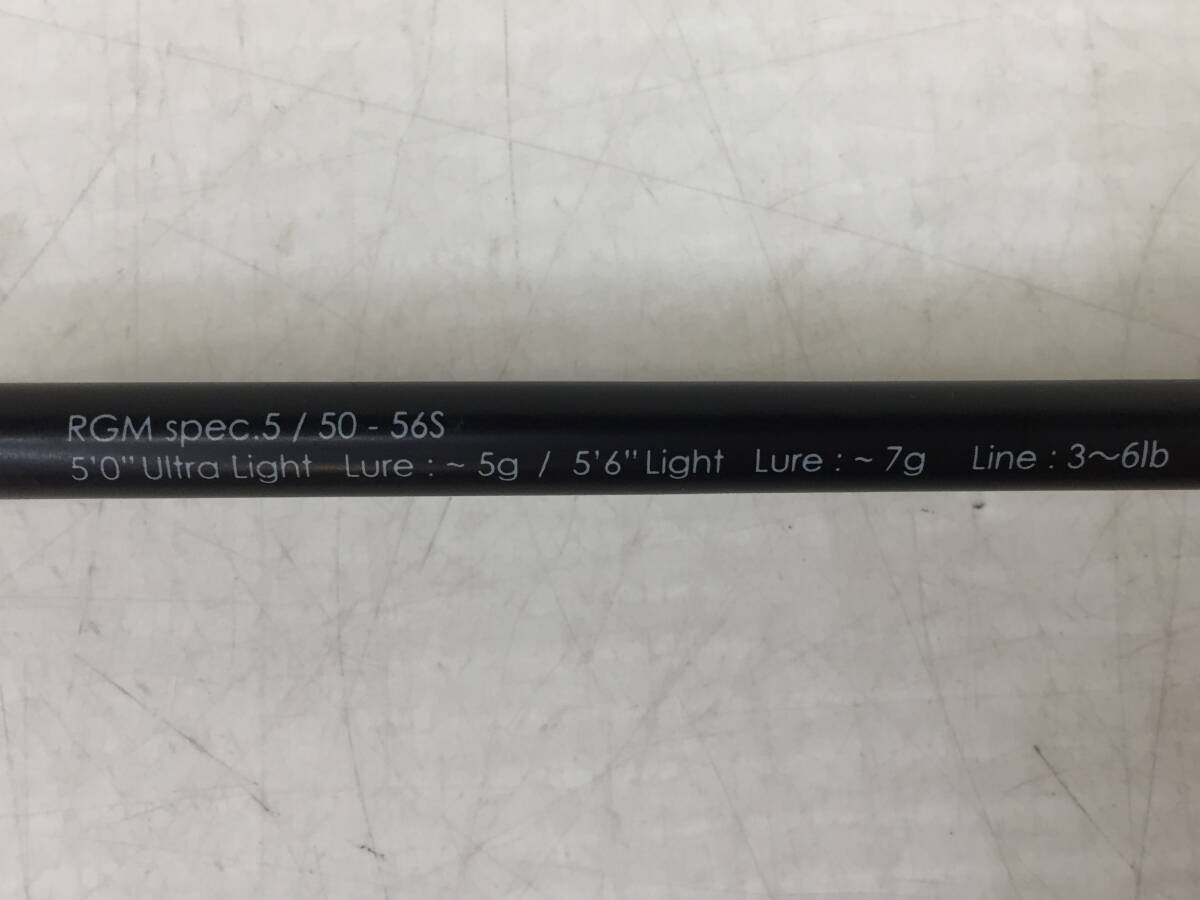 RGM spec.5 / 50 - 56S
5'0" Ultra Light Lure : ~ 5g / 5'6" Light Lure : ~ 7g Line : 3〜6lb